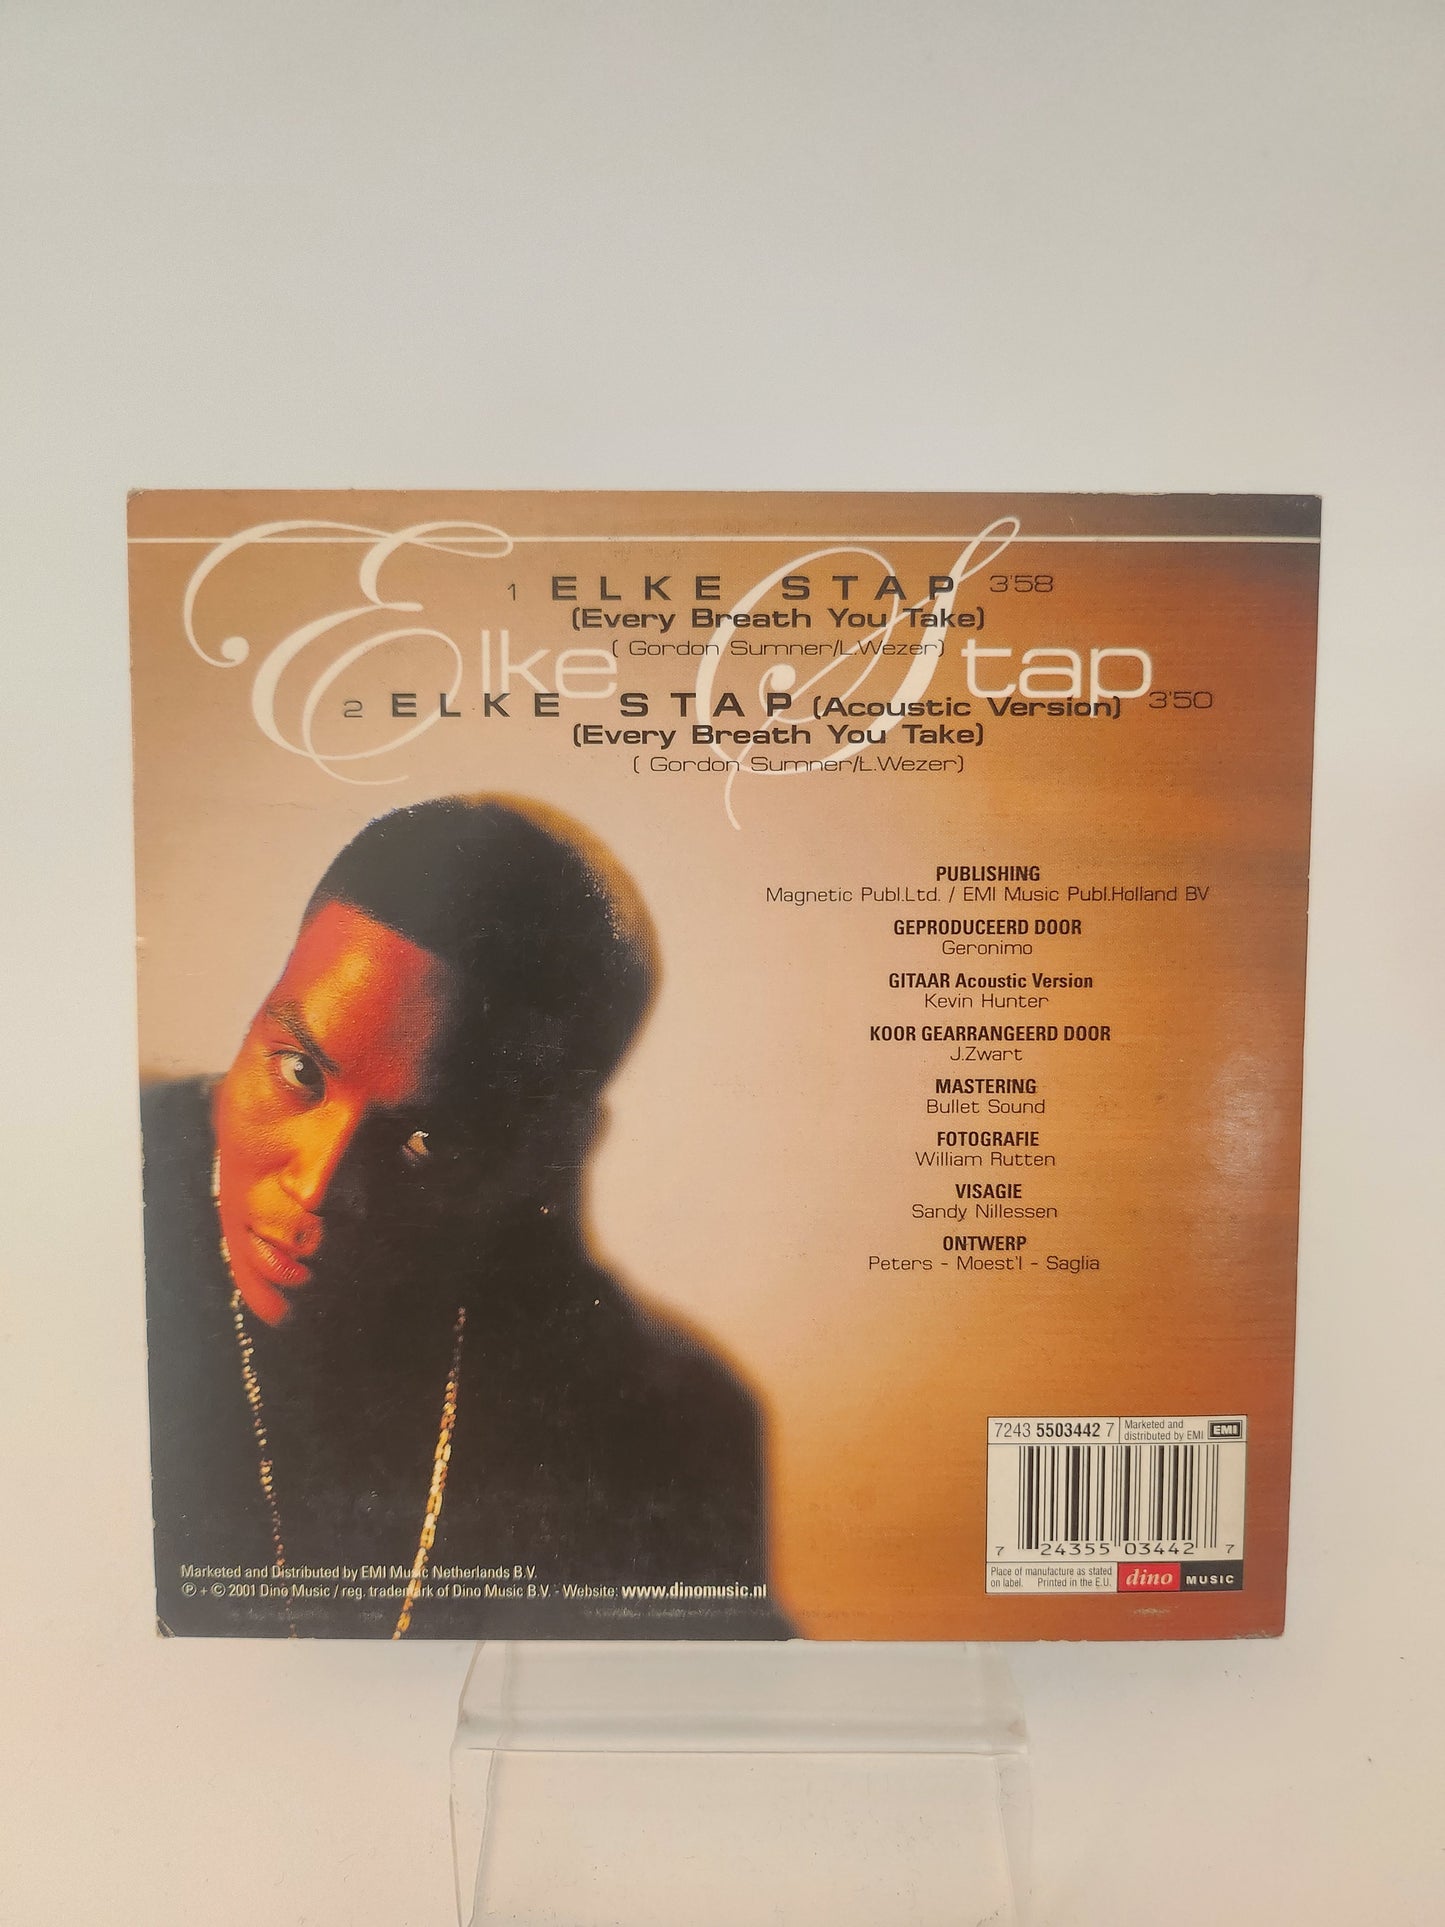 Elke Stap
1 ELKE STAP 3'58
(Every Breath You Take)
( Gordon Sumner/L.Wezer)
2 ELKE STAP (Acoustic Version) 3'50
(Every Breath You Take)
( Gordon Sumner/L.Wezer)
PUBLISHING
Magnetic Publ.Ltd. / EMI Music Publ.Holland BV
GEPRODUCEERD DOOR
Geronimo
GITAAR Acoustic Version
Kevin Hunter
KOOR GEARRANGEERD DOOR
J.Zwart
MASTERING
Bullet Sound
FOTOGRAFIE
William Rutten
VISAGIE
Sandy Nillessen
ONTWERP
Peters - Moest'l - Saglia
7243 5503442 7
Marketed and
distributed by EMI EMI
7 24355 03442 7
Place of manufacture as stated
on label. Printed in the E.U.
dino MUSIC
Marketed and Distributed by EMI Music Netherlands B.V.
℗ + © 2001 Dino Music / reg. trademark of Dino Music B.V. - Website: www.dinomusic.nl